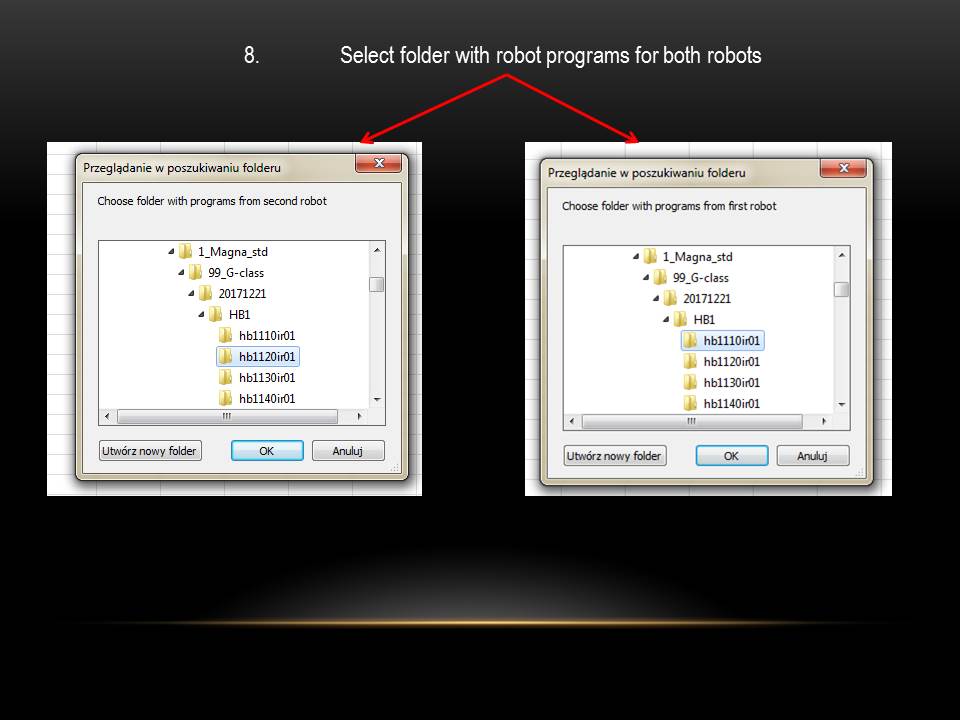 8. Select folder with robot programs for both robots
Przeglądanie w poszukiwaniu folderu
Choose folder with programs from second robot
1_Magna_std
99_G-class
20171221
HB1
hb1110ir01
hb1120ir01
hb1130ir01
hb1140ir01
Utwórz nowy folder OK Anuluj
Przeglądanie w poszukiwaniu folderu
Choose folder with programs from first robot
1_Magna_std
99_G-class
20171221
HB1
hb1110ir01
hb1120ir01
hb1130ir01
hb1140ir01
Utwórz nowy folder OK Anuluj